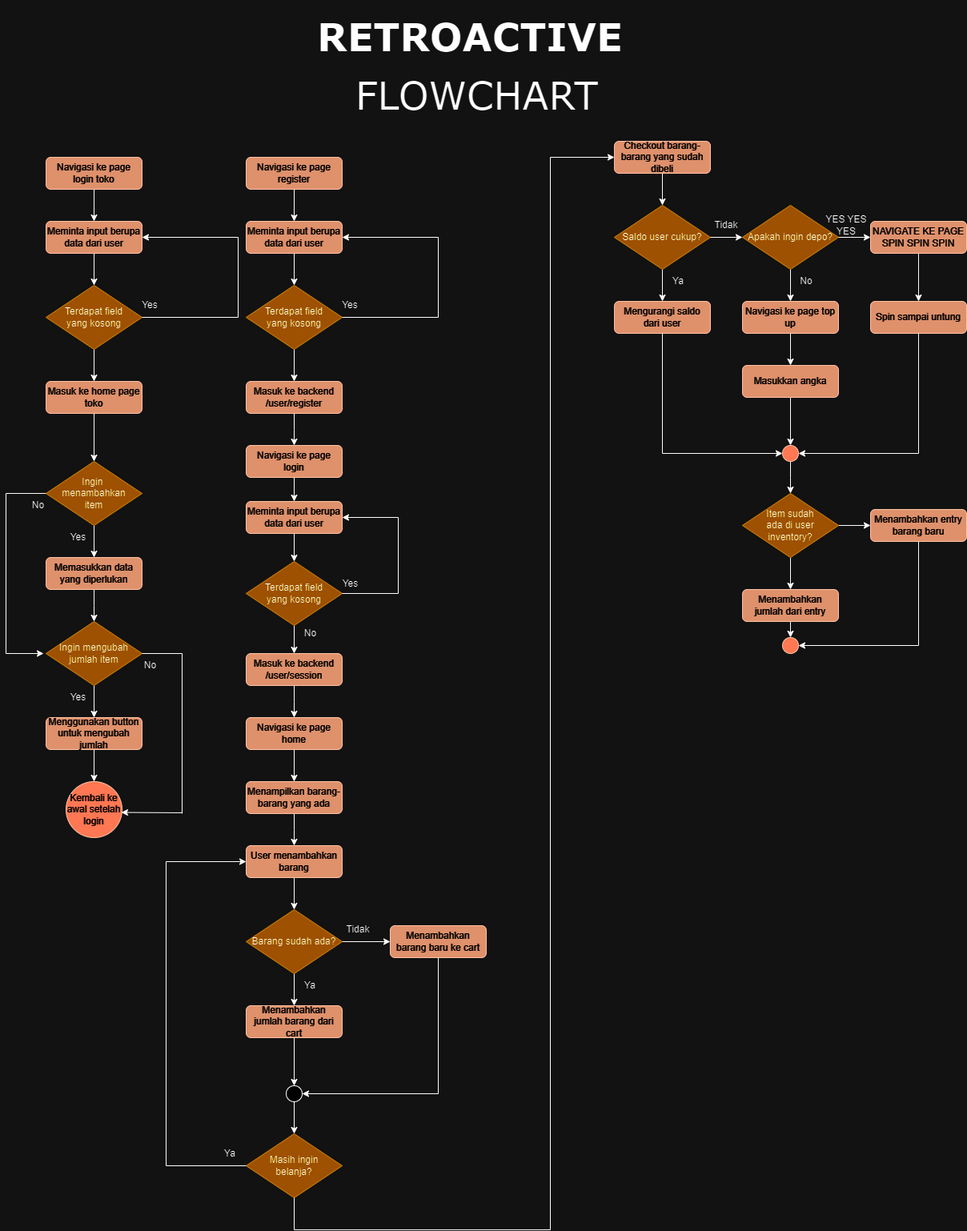 RETROACTIVE
FLOWCHART
Navigasi ke page
login toko
Meminta input berupa
data dari user
Terdapat field
yang kosong
Yes
Masuk ke home page
toko
Ingin
menambahkan
item
No
Yes
Memasukkan data
yang diperlukan
Ingin mengubah
jumlah item
No
Yes
Menggunakan button
untuk mengubah
jumlah
Kembali ke
awal setelah
login
Navigasi ke page
register
Meminta input berupa
data dari user
Terdapat field
yang kosong
Yes
Masuk ke backend
/user/register
Navigasi ke page
login
Meminta input berupa
data dari user
Terdapat field
yang kosong
Yes
No
Masuk ke backend
/user/session
Navigasi ke page
home
Menampilkan barang-
barang yang ada
User menambahkan
barang
Barang sudah ada?
Tidak
Menambahkan
barang baru ke cart
Ya
Menambahkan
jumlah barang dari
cart
Masih ingin
belanja?
Ya
Checkout barang-
barang yang sudah
dibeli
Saldo user cukup?
Tidak
Apakah ingin depo?
YES YES
YES
NAVIGATE KE PAGE
SPIN SPIN SPIN
Ya
No
Mengurangi saldo
dari user
Navigasi ke page top
up
Spin sampai untung
Masukkan angka
Item sudah
ada di user
inventory?
Menambahkan entry
barang baru
Menambahkan
jumlah dari entry